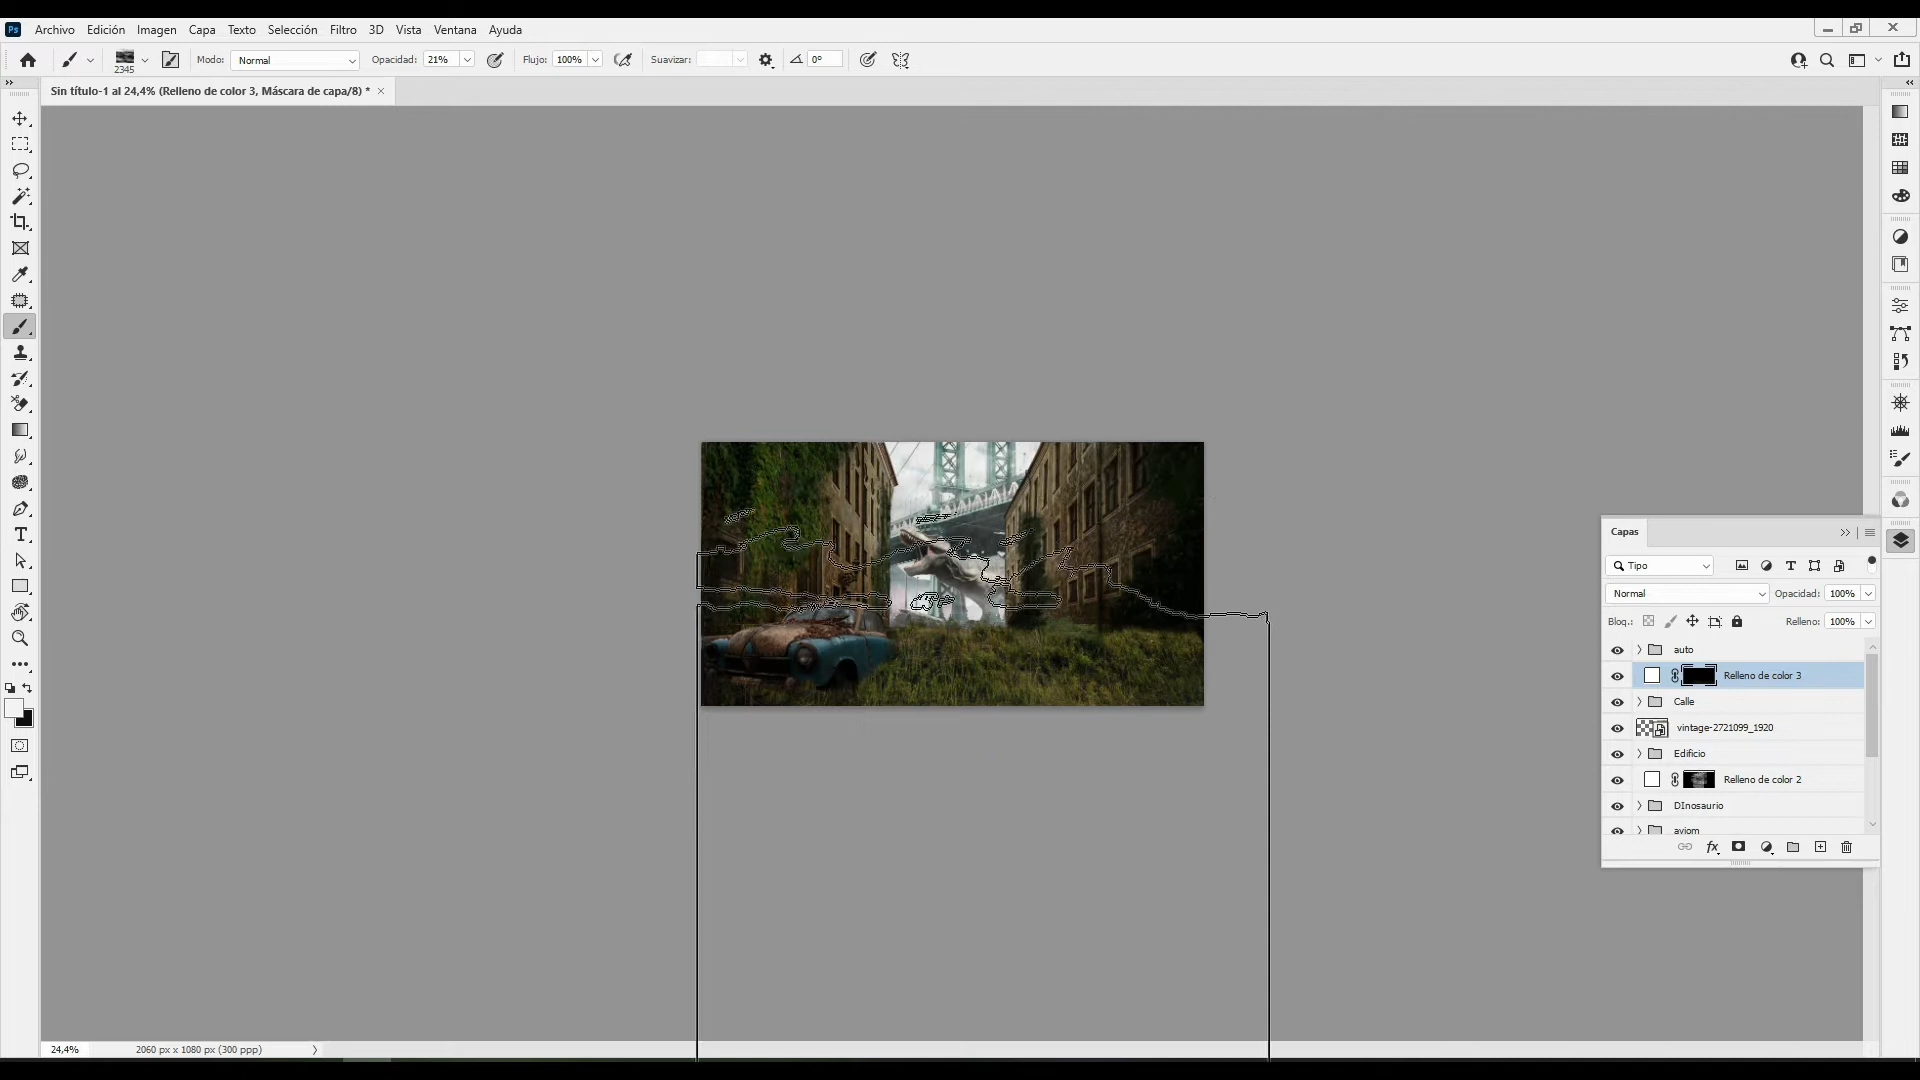 Ps Archivo Edición Imagen Capa Texto Selección Filtro 3D Vista Ventana Ayuda
2345 Modo: Normal Opacidad: 21% Flujo: 100% Suavizar: 0°
Sin título-1 al 24,4% (Relleno de color 3, Máscara de capa/8) * ×
Capas
Tipo
Normal Opacidad: 100%
Bloq.: Relleno: 100%
auto
Relleno de color 3
Calle
vintage-2721099_1920
Edificio
Relleno de color 2
DInosaurio
aviom
fx
24,4% 2060 px x 1080 px (300 ppp)